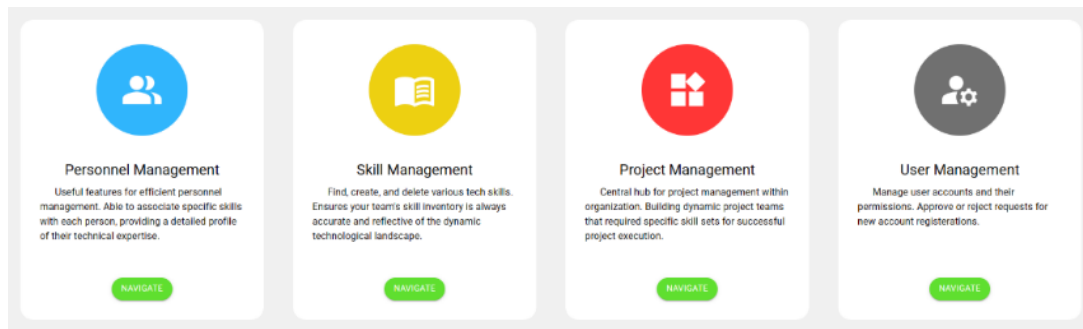 Personnel Management
Useful features for efficient personnel
management. Able to associate specific skills
with each person, providing a detailed profile
of their technical expertise.
NAVIGATE
Skill Management
Find, create, and delete various tech skills.
Ensures your team's skill inventory is always
accurate and reflective of the dynamic
technological landscape.
NAVIGATE
Project Management
Central hub for project management within
organization. Building dynamic project teams
that required specific skill sets for successful
project execution.
NAVIGATE
User Management
Manage user accounts and their
permissions. Approve or roject requests for
new account registerations.
NAVIGATE